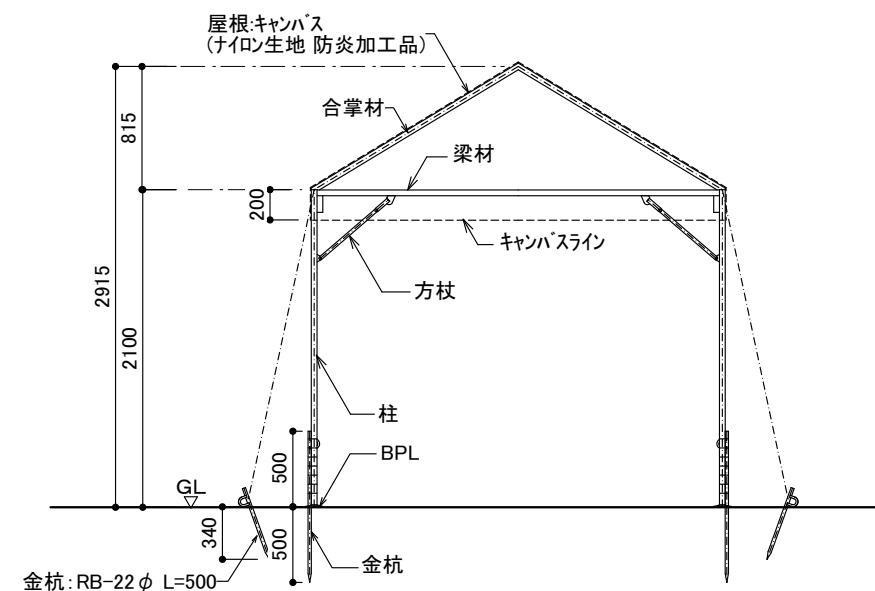 屋根:キャンバス
(ナイロン生地 防炎加工品)
合掌材
梁材
815
200
キャンバスライン
方杖
2915
2100
柱
500
BPL
GL
340
500
金杭
金杭:RB-22φ L=500